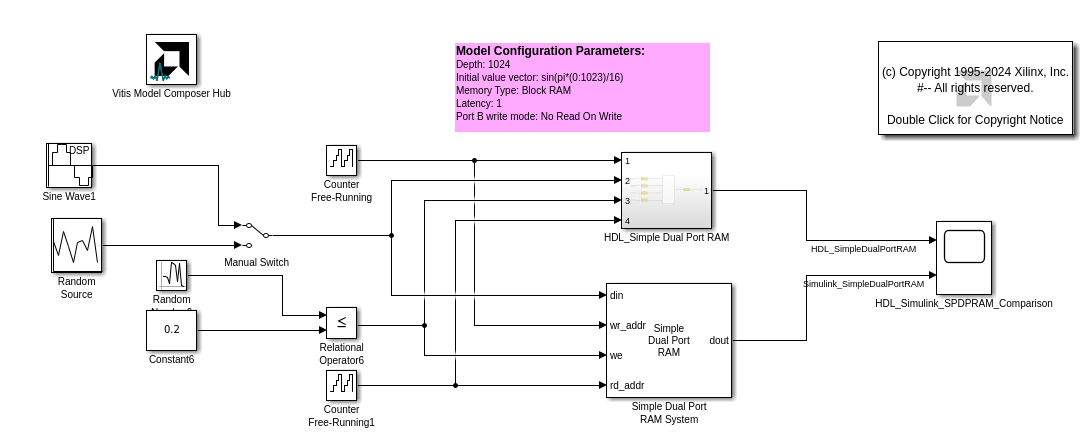 Vitis Model Composer Hub
Model Configuration Parameters:
Depth: 1024
Initial value vector: sin(pi*(0:1023)/16)
Memory Type: Block RAM
Latency: 1
Port B write mode: No Read On Write
(c) Copyright 1995-2024 Xilinx, Inc.
#-- All rights reserved.
Double Click for Copyright Notice
DSP
Sine Wave1
Random
Source
Manual Switch
Random
0.2
Constant6
Counter
Free-Running
≤
Relational
Operator6
Counter
Free-Running1
1
2
3
4
1
HDL_Simple Dual Port RAM
din
wr_addr
we
rd_addr
Simple
Dual Port
RAM
dout
Simple Dual Port
RAM System
HDL_SimpleDualPortRAM
Simulink_SimpleDualPortRAM
HDL_Simulink_SPDPRAM_Comparison